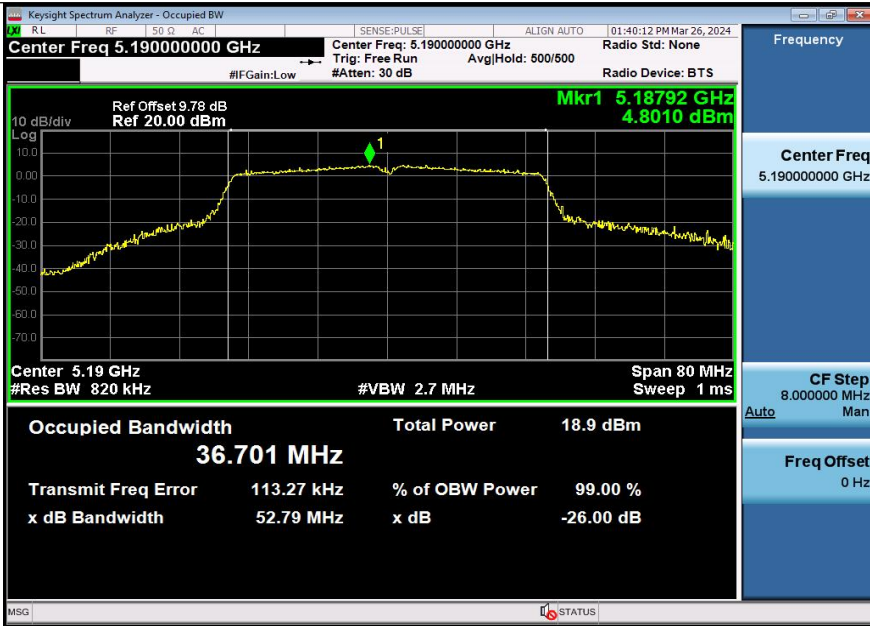 Keysight Spectrum Analyzer - Occupied BW
LXI RL RF 50 Ω AC SENSE:PULSE ALIGN AUTO 01:40:12 PM Mar 26, 2024
Center Freq 5.190000000 GHz
Center Freq: 5.190000000 GHz
Radio Std: None
Trig: Free Run Avg|Hold: 500/500
#IFGain:Low
#Atten: 30 dB
Radio Device: BTS
Ref Offset 9.78 dB
Mkr1 5.18792 GHz
10 dB/div Ref 20.00 dBm
4.8010 dBm
Log
1
10.0
0.00
-10.0
-20.0
-30.0
-40.0
-50.0
-60.0
-70.0
Center 5.19 GHz
Span 80 MHz
#Res BW 820 kHz
#VBW 2.7 MHz
Sweep 1 ms
Occupied Bandwidth
Total Power 18.9 dBm
36.701 MHz
Transmit Freq Error 113.27 kHz % of OBW Power 99.00 %
x dB Bandwidth 52.79 MHz x dB -26.00 dB
MSG
STATUS
Frequency
Center Freq
5.190000000 GHz
CF Step
8.000000 MHz
Auto Man
Freq Offset
0 Hz